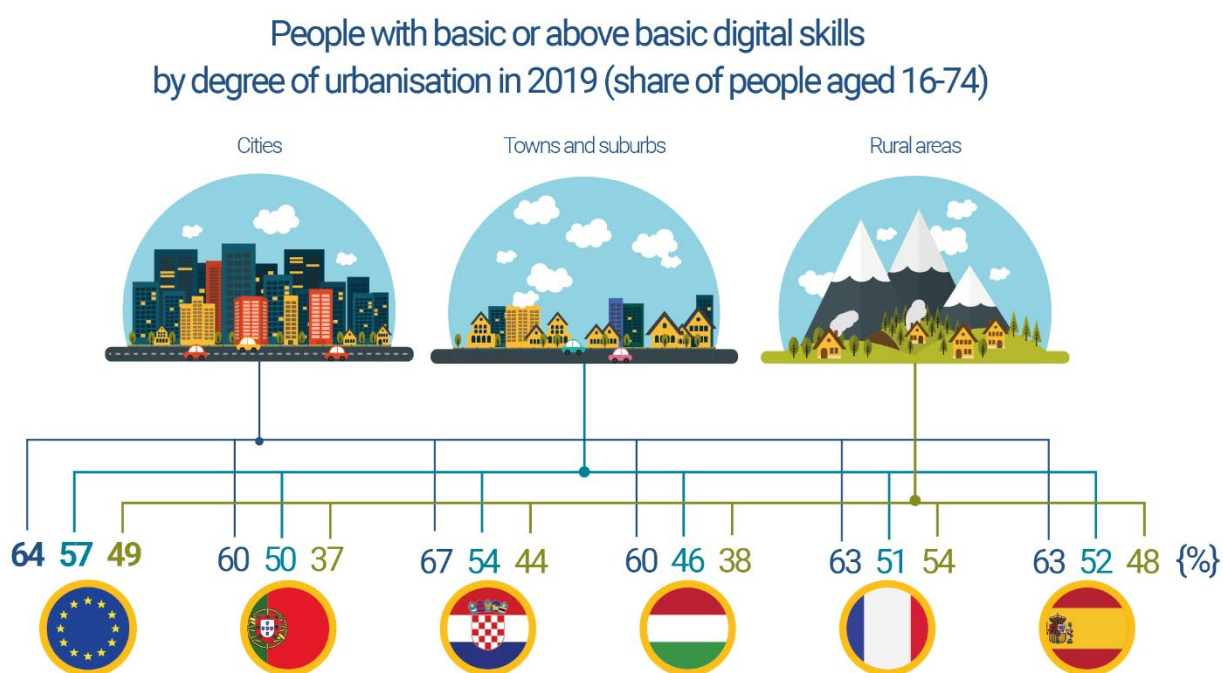 People with basic or above basic digital skills
by degree of urbanisation in 2019 (share of people aged 16-74)
Cities Towns and suburbs Rural areas
64 57 49 60 50 37 67 54 44 60 46 38 63 51 54 63 52 48 {%}